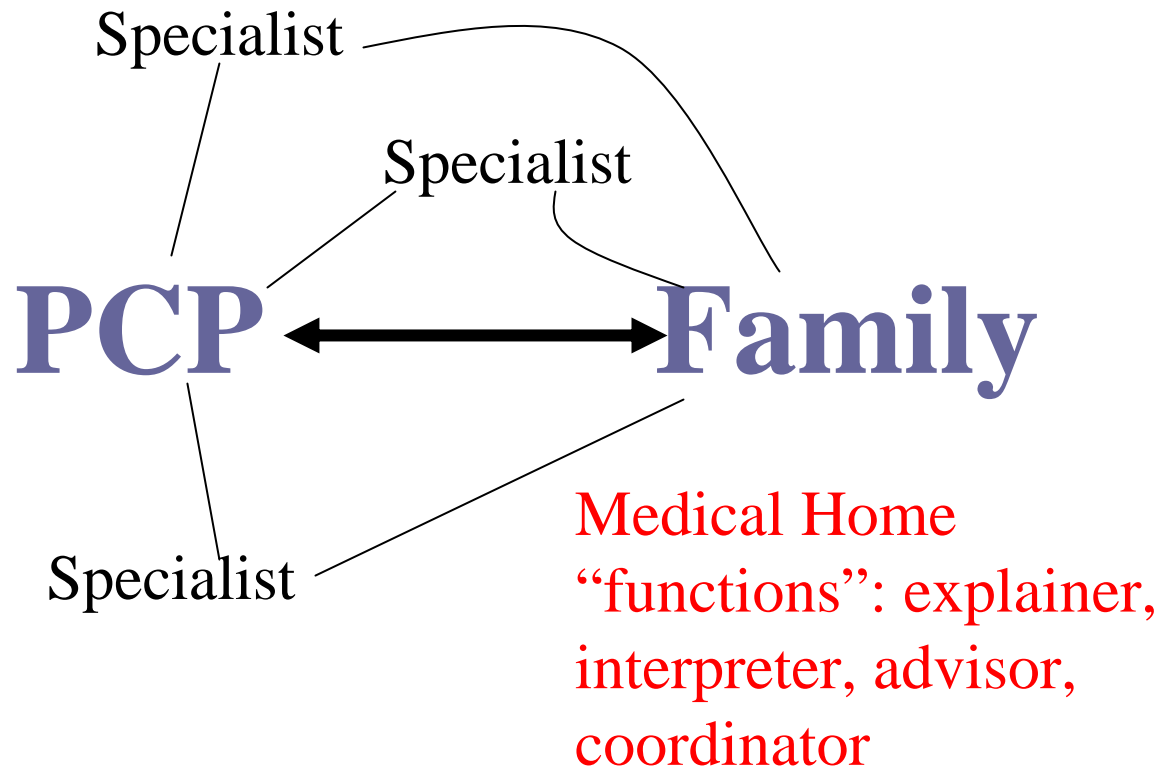 Specialist
Specialist
PCP
Family
Specialist
Medical Home
“functions”: explainer,
interpreter, advisor,
coordinator